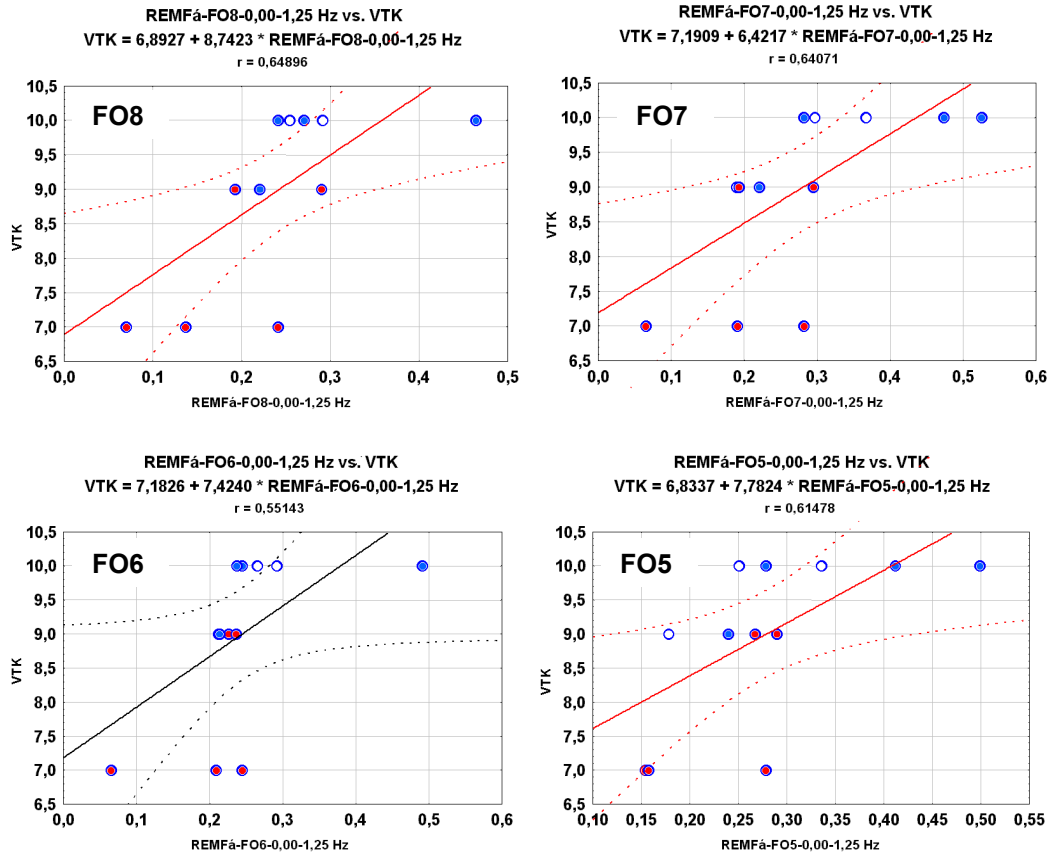 REMFá-FO8-0,00-1,25 Hz vs. VTK
VTK = 6,8927 + 8,7423 * REMFá-FO8-0,00-1,25 Hz
r = 0,64896
FO8
VTK
10,5
10,0
9,5
9,0
8,5
8,0
7,5
7,0
6,5
0,0 0,1 0,2 0,3 0,4 0,5
REMFá-FO8-0,00-1,25 Hz
REMFá-FO7-0,00-1,25 Hz vs. VTK
VTK = 7,1909 + 6,4217 * REMFá-FO7-0,00-1,25 Hz
r = 0,64071
FO7
VTK
10,5
10,0
9,5
9,0
8,5
8,0
7,5
7,0
6,5
0,0 0,1 0,2 0,3 0,4 0,5 0,6
REMFá-FO7-0,00-1,25 Hz
REMFá-FO6-0,00-1,25 Hz vs. VTK
VTK = 7,1826 + 7,4240 * REMFá-FO6-0,00-1,25 Hz
r = 0,55143
FO6
VTK
10,5
10,0
9,5
9,0
8,5
8,0
7,5
7,0
6,5
0,0 0,1 0,2 0,3 0,4 0,5 0,6
REMFá-FO6-0,00-1,25 Hz
REMFá-FO5-0,00-1,25 Hz vs. VTK
VTK = 6,8337 + 7,7824 * REMFá-FO5-0,00-1,25 Hz
r = 0,61478
FO5
VTK
10,5
10,0
9,5
9,0
8,5
8,0
7,5
7,0
6,5
0,10 0,15 0,20 0,25 0,30 0,35 0,40 0,45 0,50 0,55
REMFá-FO5-0,00-1,25 Hz